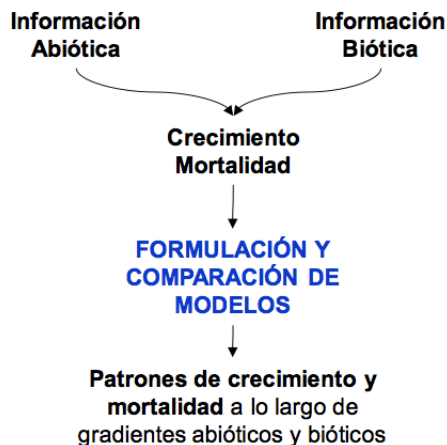 Información
Abiótica
Información
Biótica
Crecimiento
Mortalidad
FORMULACIÓN Y
COMPARACIÓN DE
MODELOS
Patrones de crecimiento y
mortalidad a lo largo de
gradientes abióticos y bióticos